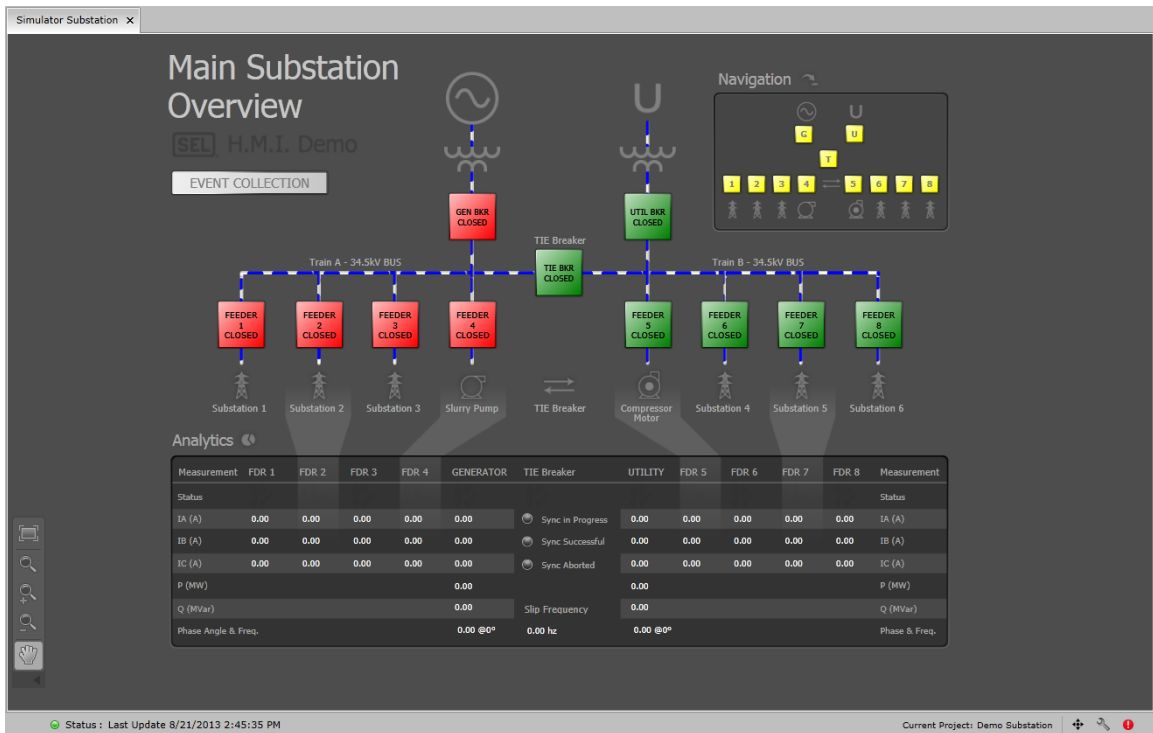 Simulator Substation x
Main Substation
Overview
SEL H.M.I. Demo
EVENT COLLECTION
Navigation
U
U
G U
T
1 2 3 4 5 6 7 8
GEN BKR
CLOSED
UTIL BKR
CLOSED
TIE Breaker
TIE BKR
CLOSED
Train A - 34.5kV BUS
Train B - 34.5kV BUS
FEEDER
1
CLOSED
FEEDER
2
CLOSED
FEEDER
3
CLOSED
FEEDER
4
CLOSED
FEEDER
5
CLOSED
FEEDER
6
CLOSED
FEEDER
7
CLOSED
FEEDER
8
CLOSED
Substation 1
Substation 2
Substation 3
Slurry Pump
TIE Breaker
Compressor
Motor
Substation 4
Substation 5
Substation 6
Analytics
Measurement FDR 1 FDR 2 FDR 3 FDR 4 GENERATOR TIE Breaker UTILITY FDR 5 FDR 6 FDR 7 FDR 8 Measurement
Status Status
IA (A) 0.00 0.00 0.00 0.00 0.00 Sync in Progress 0.00 0.00 0.00 0.00 0.00 IA (A)
IB (A) 0.00 0.00 0.00 0.00 0.00 Sync Successful 0.00 0.00 0.00 0.00 0.00 IB (A)
IC (A) 0.00 0.00 0.00 0.00 0.00 Sync Aborted 0.00 0.00 0.00 0.00 0.00 IC (A)
P (MW) 0.00 0.00 P (MW)
Q (MVar) 0.00 Slip Frequency 0.00 Q (MVar)
Phase Angle & Freq. 0.00 @0° 0.00 hz 0.00 @0° Phase & Freq.
Status : Last Update 8/21/2013 2:45:35 PM
Current Project: Demo Substation